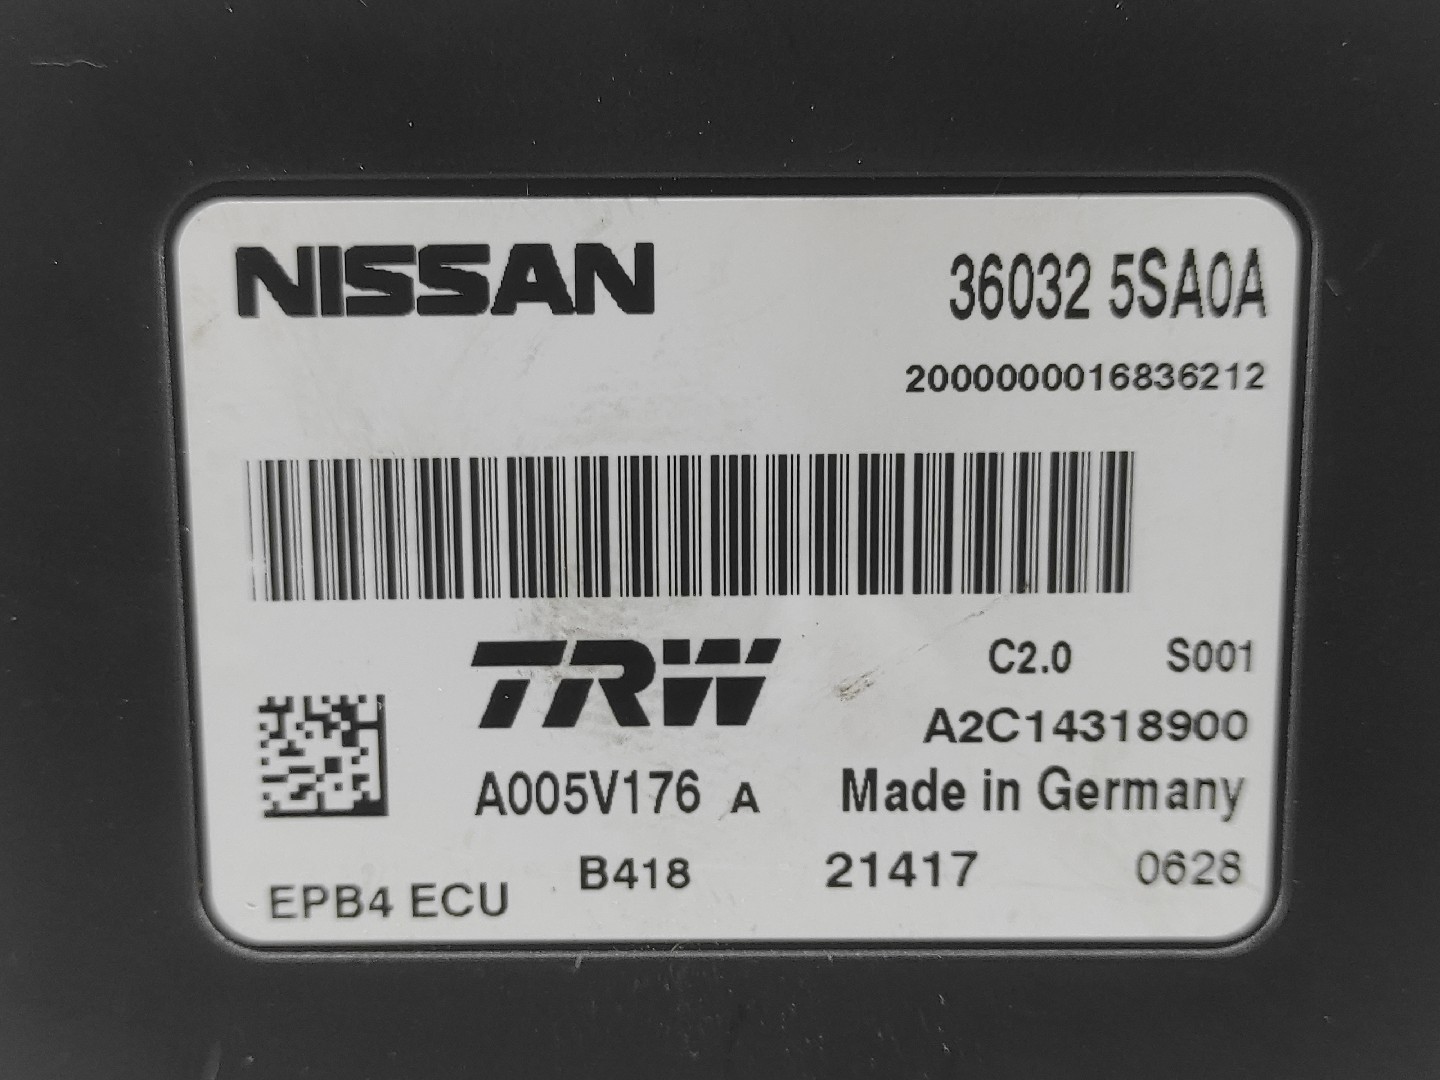 NISSAN
36032 5SA0A
2000000016836212
TRW
C2.0 S001
A2C14318900
A005V176 A
Made in Germany
B418 21417 0628
EPB4 ECU